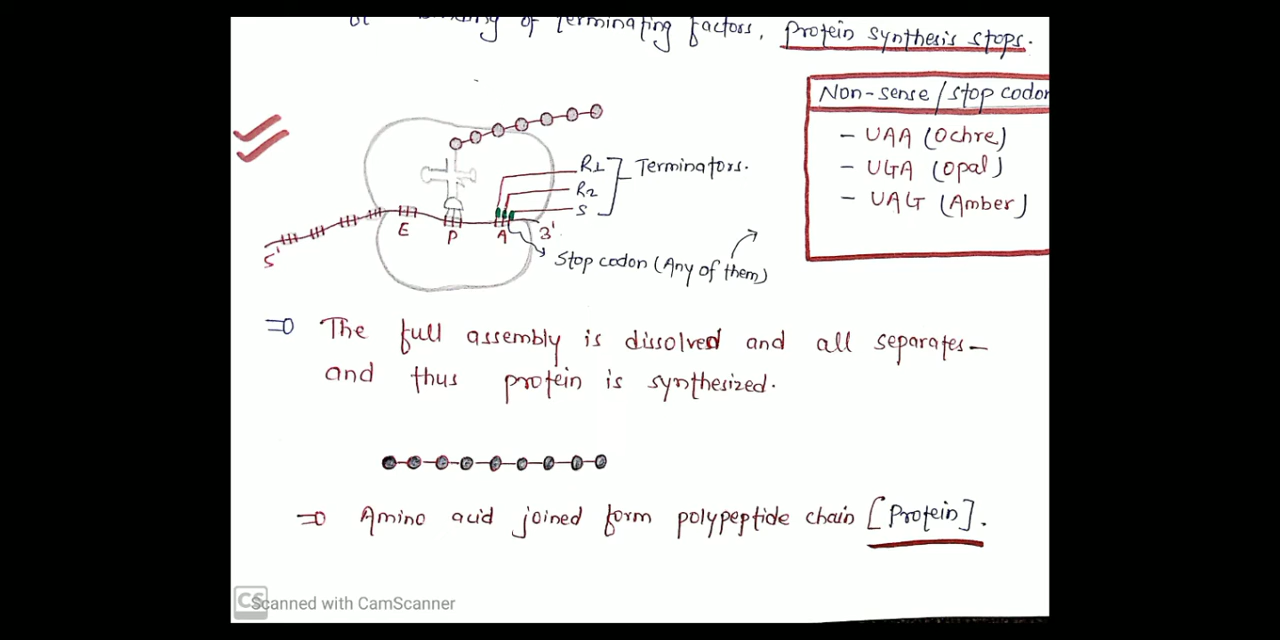 of Terminating factors, protein synthesis stops.
Non-sense / stop codon
- UAA (Ochre)
- UGA (Opal)
- UAG (Amber)
R1
R2
S
Terminators.
E
P
A
3'
5'
Stop codon (Any of them)
⇒ The full assembly is dissolved and all separates -
and thus protein is synthesized.
⇒ Amino acid joined form polypeptide chain [Protein].
CS
Scanned with CamScanner